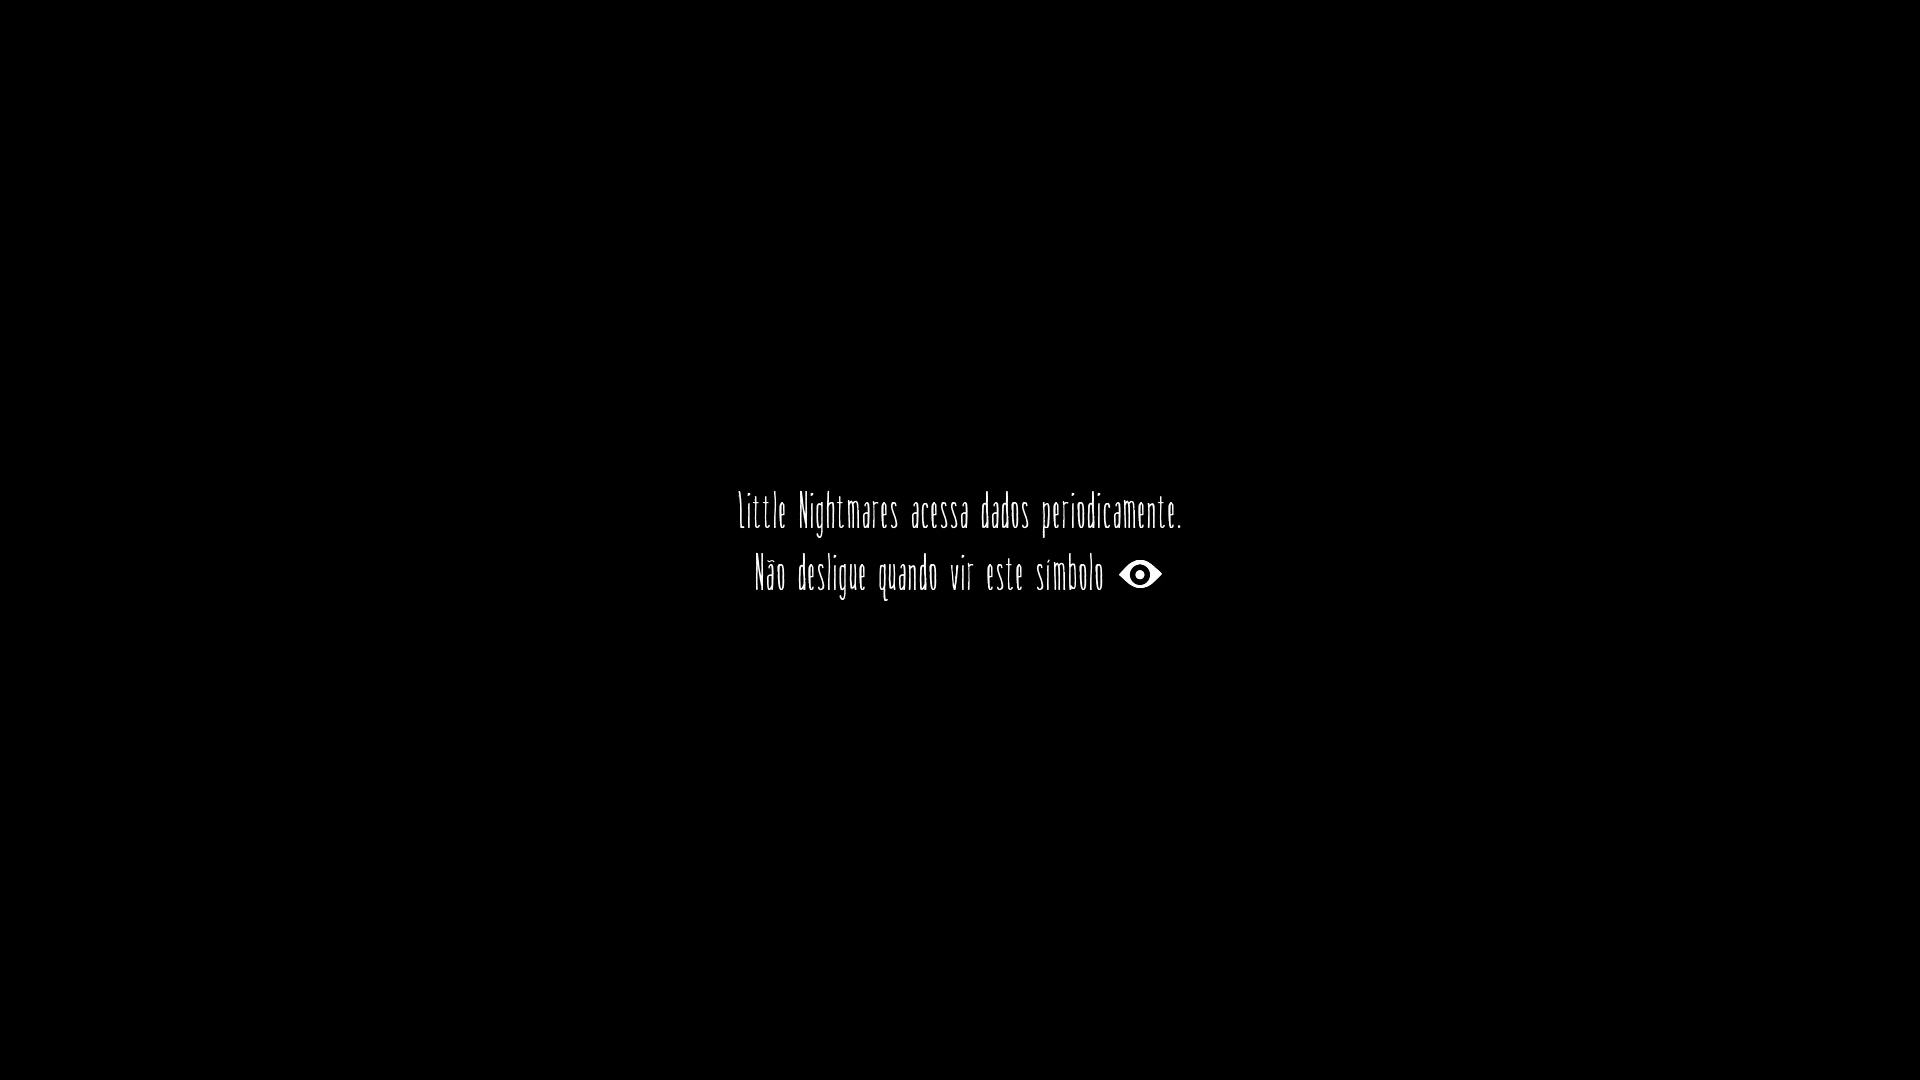 Little Nightmares acessa dados periodicamente.
Não desligue quando vir este símbolo